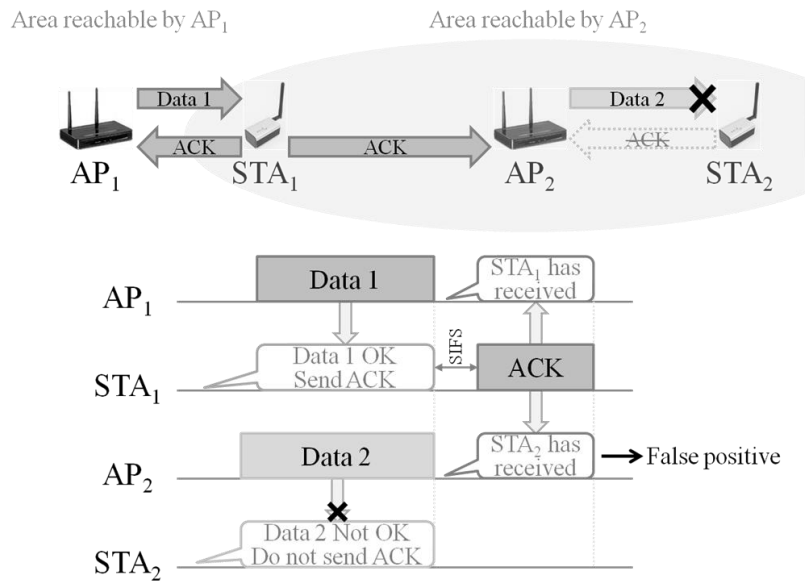 Area reachable by AP₁
Area reachable by AP₂
Data 1
Data 2
ACK
ACK
ACK
AP₁
STA₁
AP₂
STA₂
Data 1
STA₁ has
received
AP₁
SIFS
Data 1 OK
Send ACK
ACK
STA₁
Data 2
STA₂ has
received
False positive
AP₂
Data 2 Not OK
Do not send ACK
STA₂